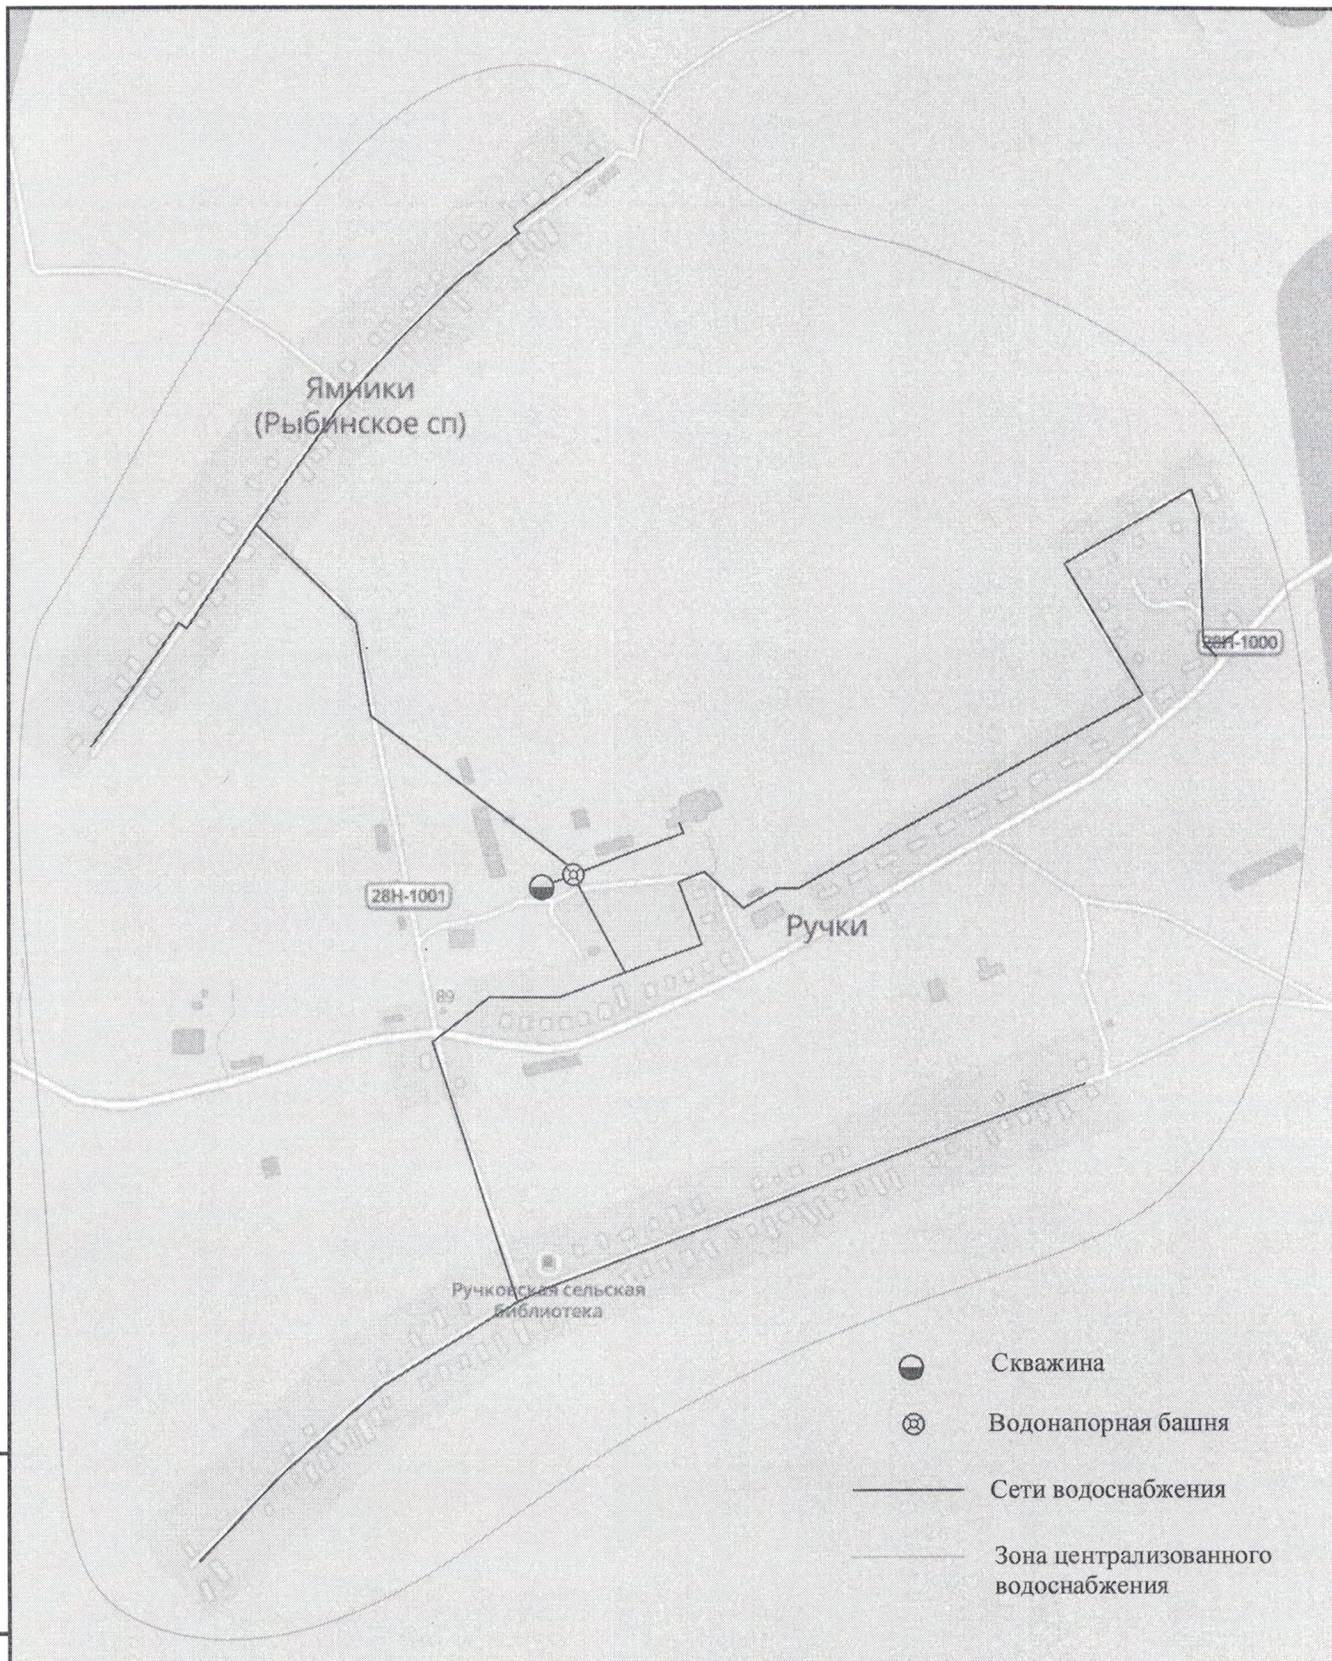 Ямники
(Рыбинское сп)
28Н-1000
28Н-1001
Ручки
89
Ручковская сельская
библиотека
Скважина
Водонапорная башня
Сети водоснабжения
Зона централизованного
водоснабжения